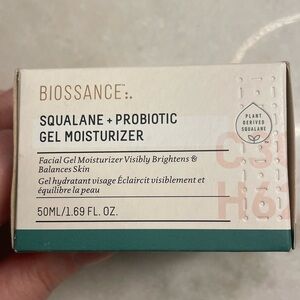 BIOSSANCE™:.
SQUALANE + PROBIOTIC
GEL MOISTURIZER
Facial Gel Moisturizer Visibly Brightens &
Balances Skin
Gel hydratant visage Éclaircit visiblement et
équilibre la peau
50ML/1.69 FL. OZ.
PLANT
DERIVED
SQUALANE